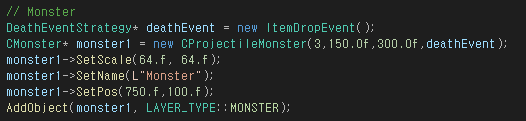 // Monster
DeathEventStrategy* deathEvent = new ItemDropEvent();
CMonster* monster1 = new CProjectileMonster(3,150.0f,300.0f,deathEvent);
monster1->SetScale(64.f, 64.f);
monster1->SetName(L"Monster");
monster1->SetPos(750.f,100.f);
AddObject(monster1, LAYER_TYPE::MONSTER);